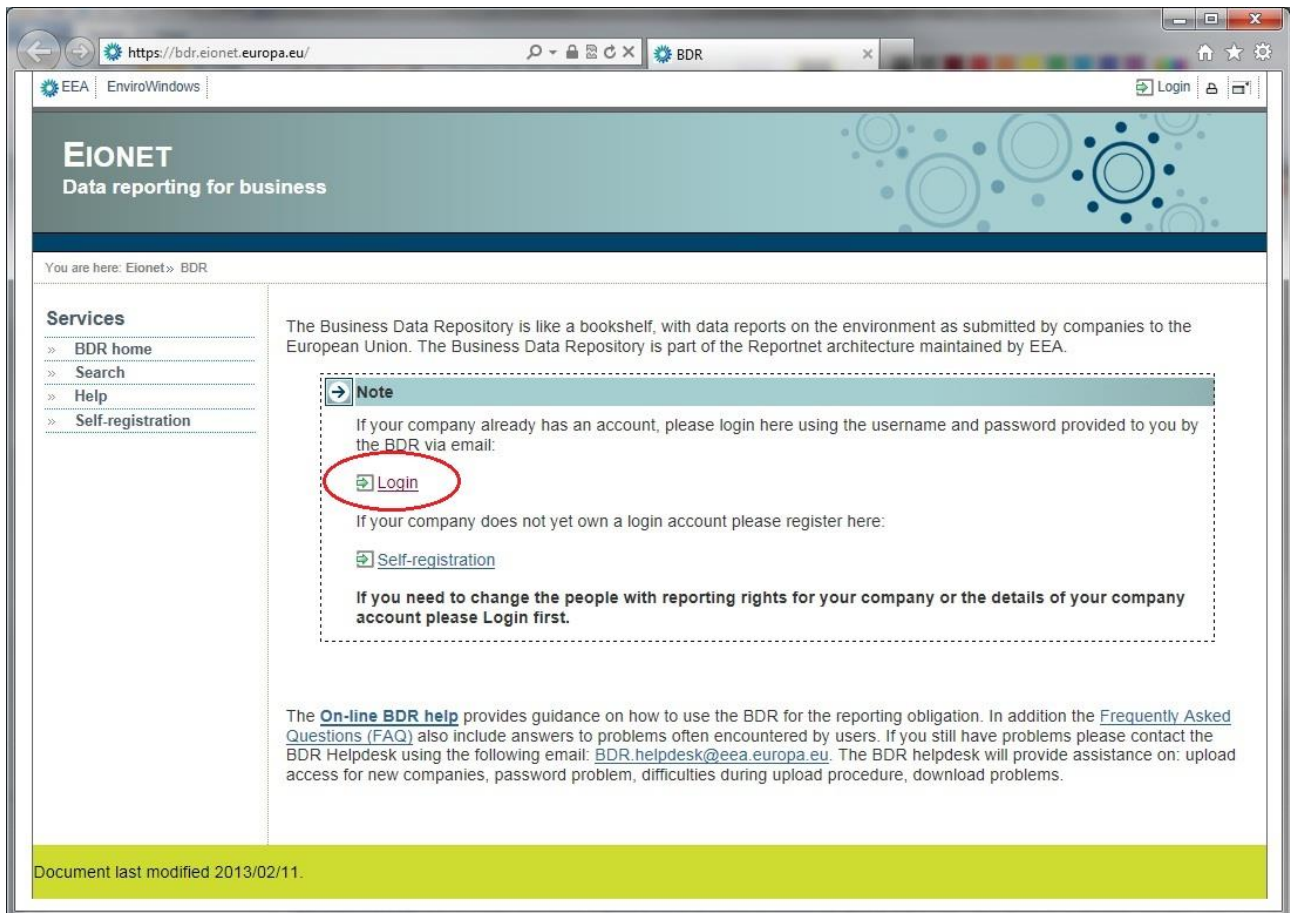 https://bdr.eionet.europa.eu/
BDR
EEA
EnviroWindows
Login
EIONET
Data reporting for business
You are here: Eionet» BDR
Services
» BDR home
» Search
» Help
» Self-registration
The Business Data Repository is like a bookshelf, with data reports on the environment as submitted by companies to the
European Union. The Business Data Repository is part of the Reportnet architecture maintained by EEA.
Note
If your company already has an account, please login here using the username and password provided to you by
the BDR via email:
Login
If your company does not yet own a login account please register here:
Self-registration
If you need to change the people with reporting rights for your company or the details of your company
account please Login first.
The On-line BDR help provides guidance on how to use the BDR for the reporting obligation. In addition the Frequently Asked
Questions (FAQ) also include answers to problems often encountered by users. If you still have problems please contact the
BDR Helpdesk using the following email: BDR.helpdesk@eea.europa.eu. The BDR helpdesk will provide assistance on: upload
access for new companies, password problem, difficulties during upload procedure, download problems.
Document last modified 2013/02/11.